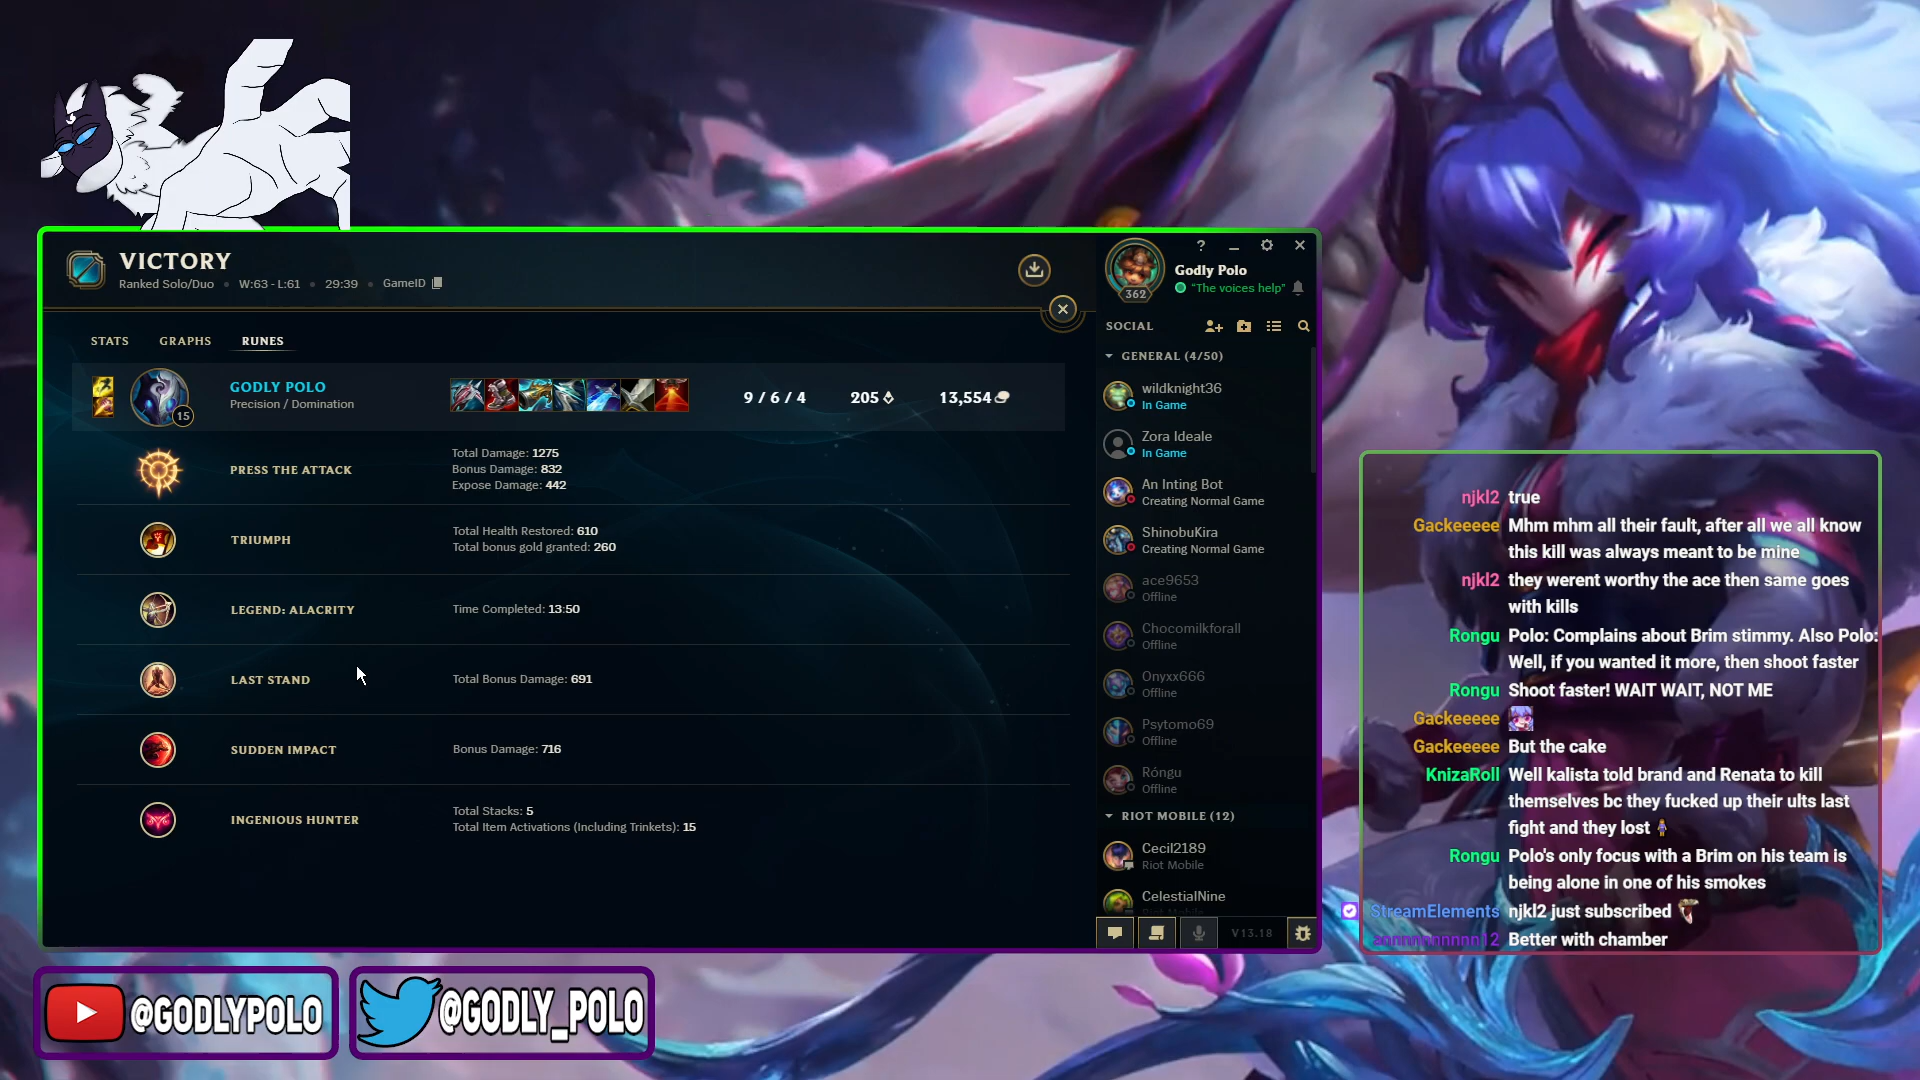 VICTORY
Ranked Solo/Duo • W:63 - L:61 • 29:39 GameID
STATS GRAPHS RUNES
GODLY POLO
Precision / Domination
15
9 / 6 / 4 205 13,554
PRESS THE ATTACK
Total Damage: 1275
Bonus Damage: 832
Expose Damage: 442
TRIUMPH
Total Health Restored: 610
Total bonus gold granted: 260
LEGEND: ALACRITY
Time Completed: 13:50
LAST STAND
Total Bonus Damage: 691
SUDDEN IMPACT
Bonus Damage: 716
INGENIOUS HUNTER
Total Stacks: 5
Total Item Activations (Including Trinkets): 15
?
Godly Polo
"The voices help"
362
SOCIAL
GENERAL (4/50)
wildknight36
In Game
Zora Ideale
In Game
An Inting Bot
Creating Normal Game
ShinobuKira
Creating Normal Game
ace9653
Offline
Chocomilkforall
Offline
Onyxx666
Offline
Psytomo69
Offline
Róngu
Offline
RIOT MOBILE (12)
Cecil2189
Riot Mobile
CelestialNine
Riot Mobile
V13.18
njkl2 true
Gackeeeee Mhm mhm all their fault, after all we all know
this kill was always meant to be mine
njkl2 they werent worthy the ace then same goes
with kills
Rongu Polo: Complains about Brim stimmy. Also Polo:
Well, if you wanted it more, then shoot faster
Rongu Shoot faster! WAIT WAIT, NOT ME
Gackeeeee
Gackeeeee But the cake
KnizaRoll Well kalista told brand and Renata to kill
themselves bc they fucked up their ults last
fight and they lost
Rongu Polo's only focus with a Brim on his team is
being alone in one of his smokes
StreamElements njkl2 just subscribed
Better with chamber
@GODLYPOLO
@GODLY_POLO